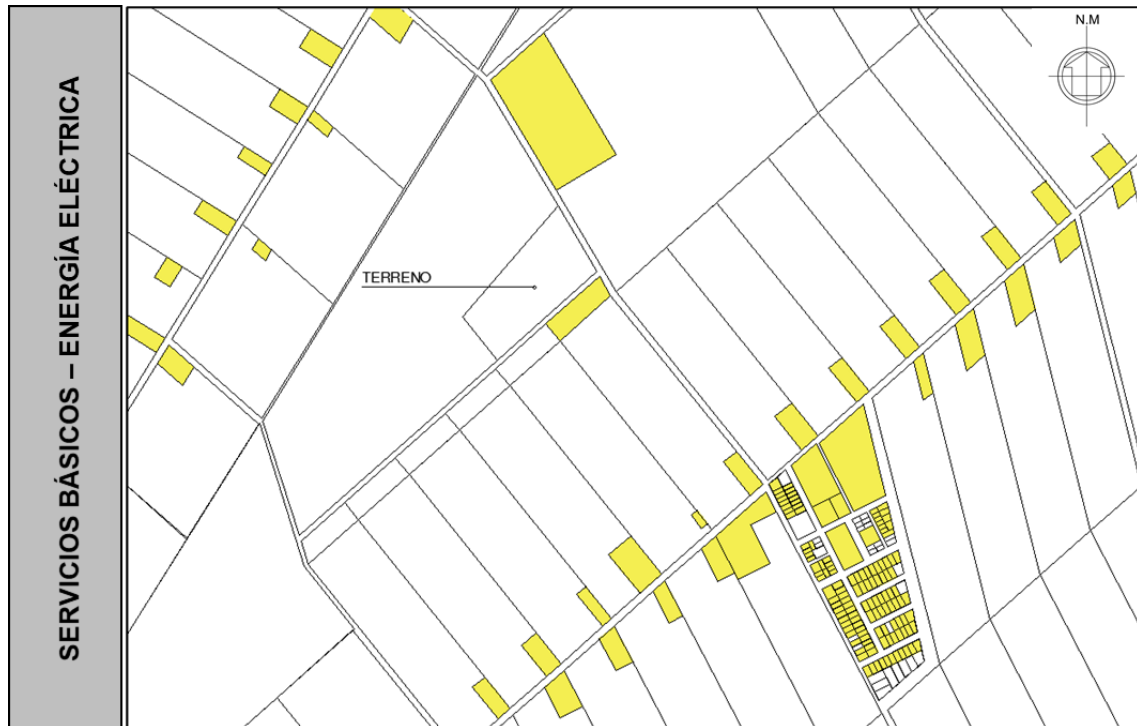 SERVICIOS BÁSICOS – ENERGÍA ELÉCTRICA
N.M
TERRENO